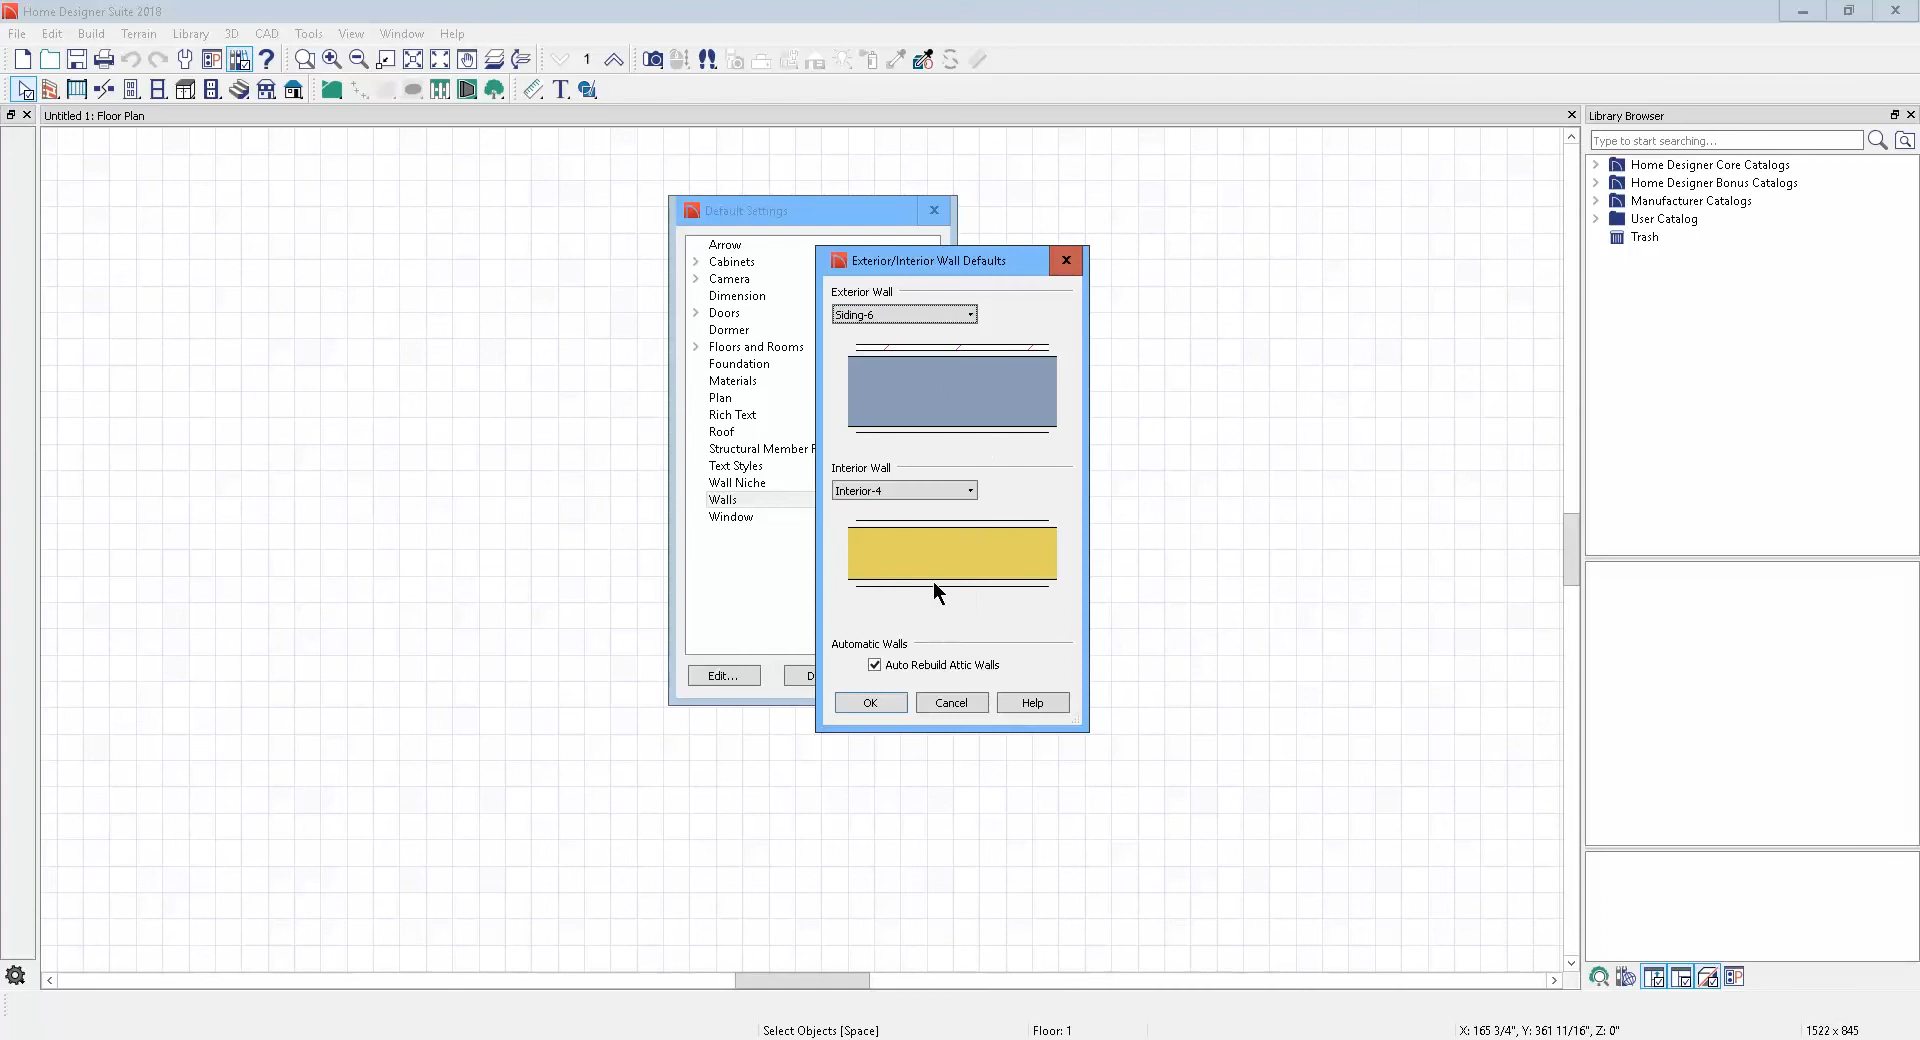 Home Designer Suite 2018
File Edit Build Terrain Library 3D CAD Tools View Window Help
1
Untitled 1: Floor Plan
Library Browser
Type to start searching...
Home Designer Core Catalogs
Home Designer Bonus Catalogs
Manufacturer Catalogs
User Catalog
Trash
Default Settings
Arrow
Cabinets
Camera
Dimension
Doors
Dormer
Floors and Rooms
Foundation
Materials
Plan
Rich Text
Roof
Structural Member
Text Styles
Wall Niche
Walls
Window
Edit...
Exterior/Interior Wall Defaults
Exterior Wall
Siding-6
Interior Wall
Interior-4
Automatic Walls
Auto Rebuild Attic Walls
OK Cancel Help
Select Objects [Space] Floor: 1 X: 165 3/4", Y: 361 11/16", Z: 0" 1522 x 845